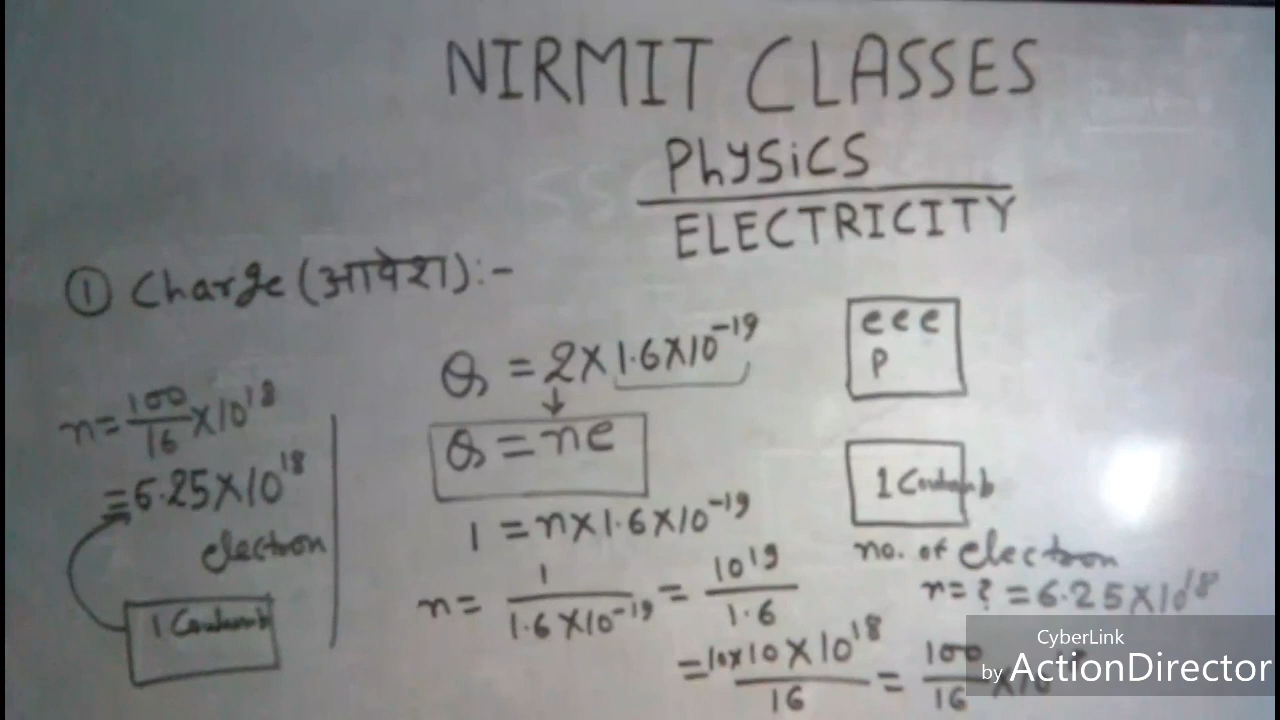 NIRMIT CLASSES
PHYSiCS
ELECTRICITY
① Charge (आवेश) :-
Q = 2 × 1.6 × 10⁻¹⁹
Q = ne
1 = n × 1.6 × 10⁻¹⁹
n = 1 / 1.6 × 10⁻¹⁹ = 10¹⁹ / 1.6
= 10×10 × 10¹⁸ / 16 = 100 / 16 × 10¹⁸
n = 100 / 16 × 10¹⁸
= 6.25 × 10¹⁸
electron
1 Coulomb
e e e
P
1 Coulomb
no. of electron
n = ? = 6.25 × 10¹⁸
CyberLink
by ActionDirector